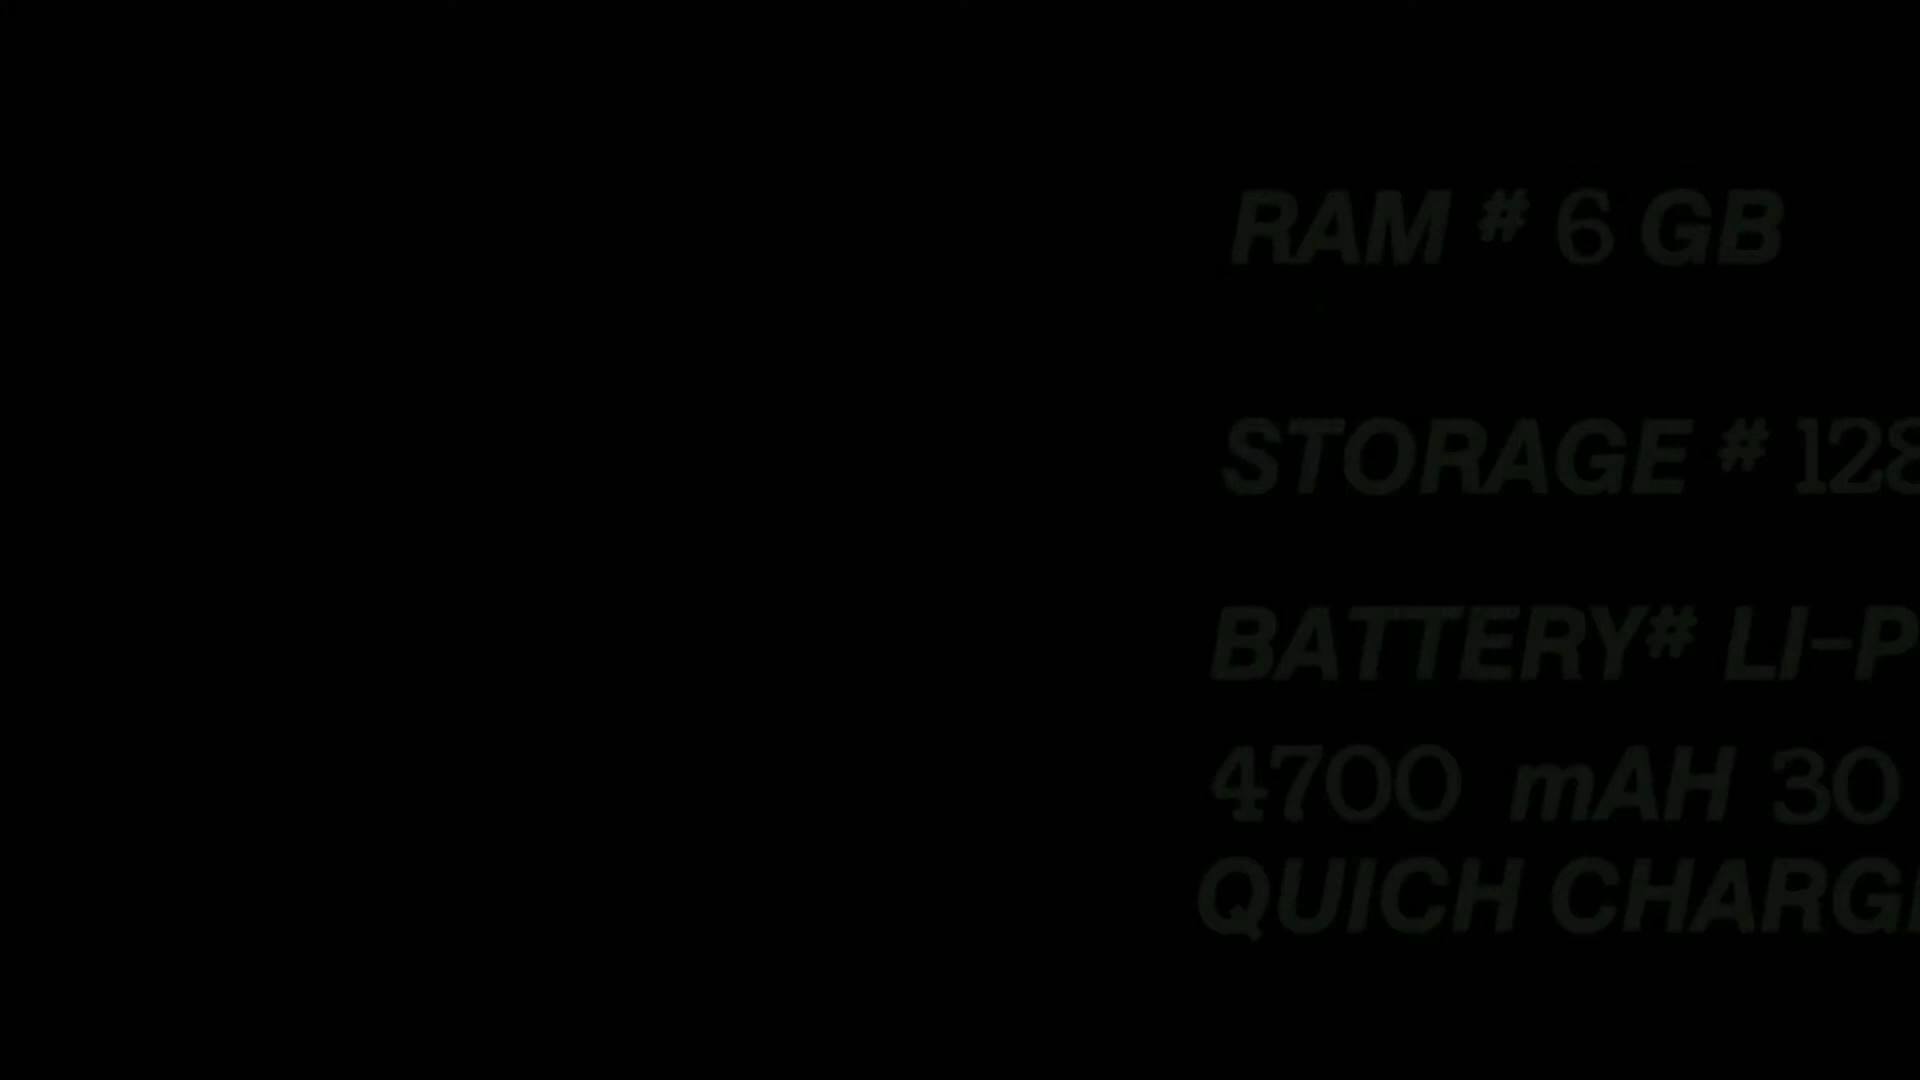 RAM # 6 GB
STORAGE # 128
BATTERY# LI-P
4700 mAH 30
QUICH CHARG